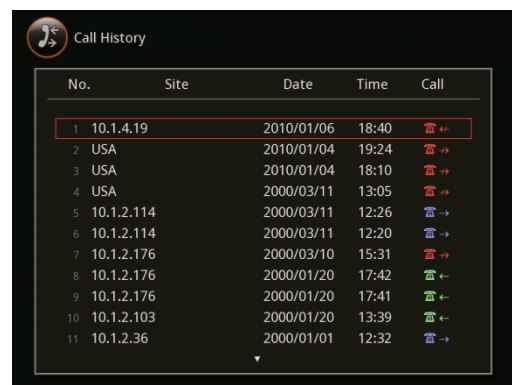 Call History
No. Site Date Time Call
1 10.1.4.19 2010/01/06 18:40
2 USA 2010/01/04 19:24
3 USA 2010/01/04 18:10
4 USA 2000/03/11 13:05
5 10.1.2.114 2000/03/11 12:26
6 10.1.2.114 2000/03/11 12:20
7 10.1.2.176 2000/03/10 15:31
8 10.1.2.176 2000/01/20 17:42
9 10.1.2.176 2000/01/20 17:41
10 10.1.2.103 2000/01/20 13:39
11 10.1.2.36 2000/01/01 12:32